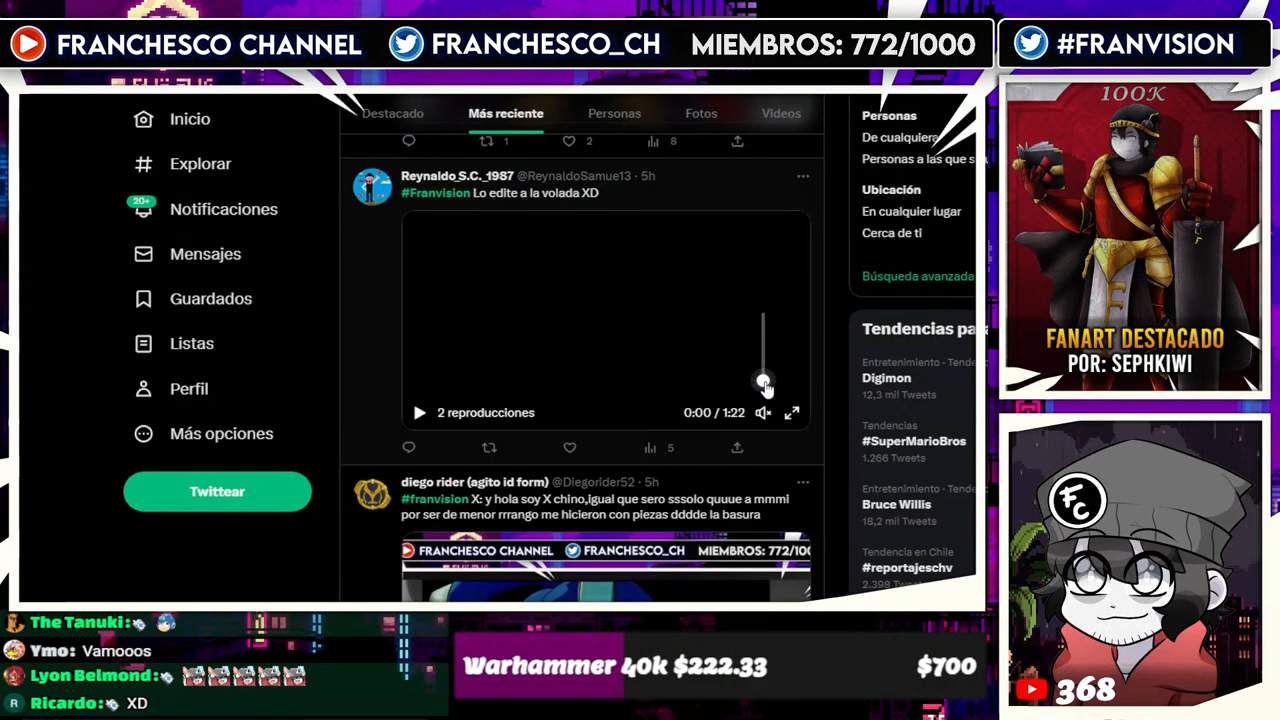 FRANCHESCO CHANNEL
FRANCHESCO_CH
MIEMBROS: 772/1000
#FRANVISION
Inicio
Explorar
20+
Notificaciones
Mensajes
Guardados
Listas
Perfil
Más opciones
Twittear
Destacado
Más reciente
Personas
Fotos
Videos
1
2
8
Reynaldo_S.C._1987 @ReynaldoSamue13 · 5h
#Franvision Lo edite a la volada XD
2 reproducciones
0:00 / 1:22
5
diego rider (agito id form) @Diegorider52 · 5h
#franvision X: y hola soy X chino,igual que sero sssolo quuue a mmmi
por ser de menor rrrango me hicieron con piezas dddde la basura
FRANCHESCO CHANNEL
FRANCHESCO_CH
MIEMBROS: 772/100
Personas
De cualquiera
Personas a las que s
Ubicación
En cualquier lugar
Cerca de ti
Búsqueda avanzada
Tendencias pa
Entretenimiento · Tende
Digimon
12,3 mil Tweets
Tendencias
#SuperMarioBros
1.266 Tweets
Entretenimiento · Tende
Bruce Willis
18,2 mil Tweets
Tendencia en Chile
#reportajeschv
2.398 Tweets
100K
F
FANART DESTACADO
POR: SEPHKIWI
FC
368
The Tanuki:
Ymo: Vamooos
Lyon Belmond:
R Ricardo: XD
Warhammer 40k $222.33
$700